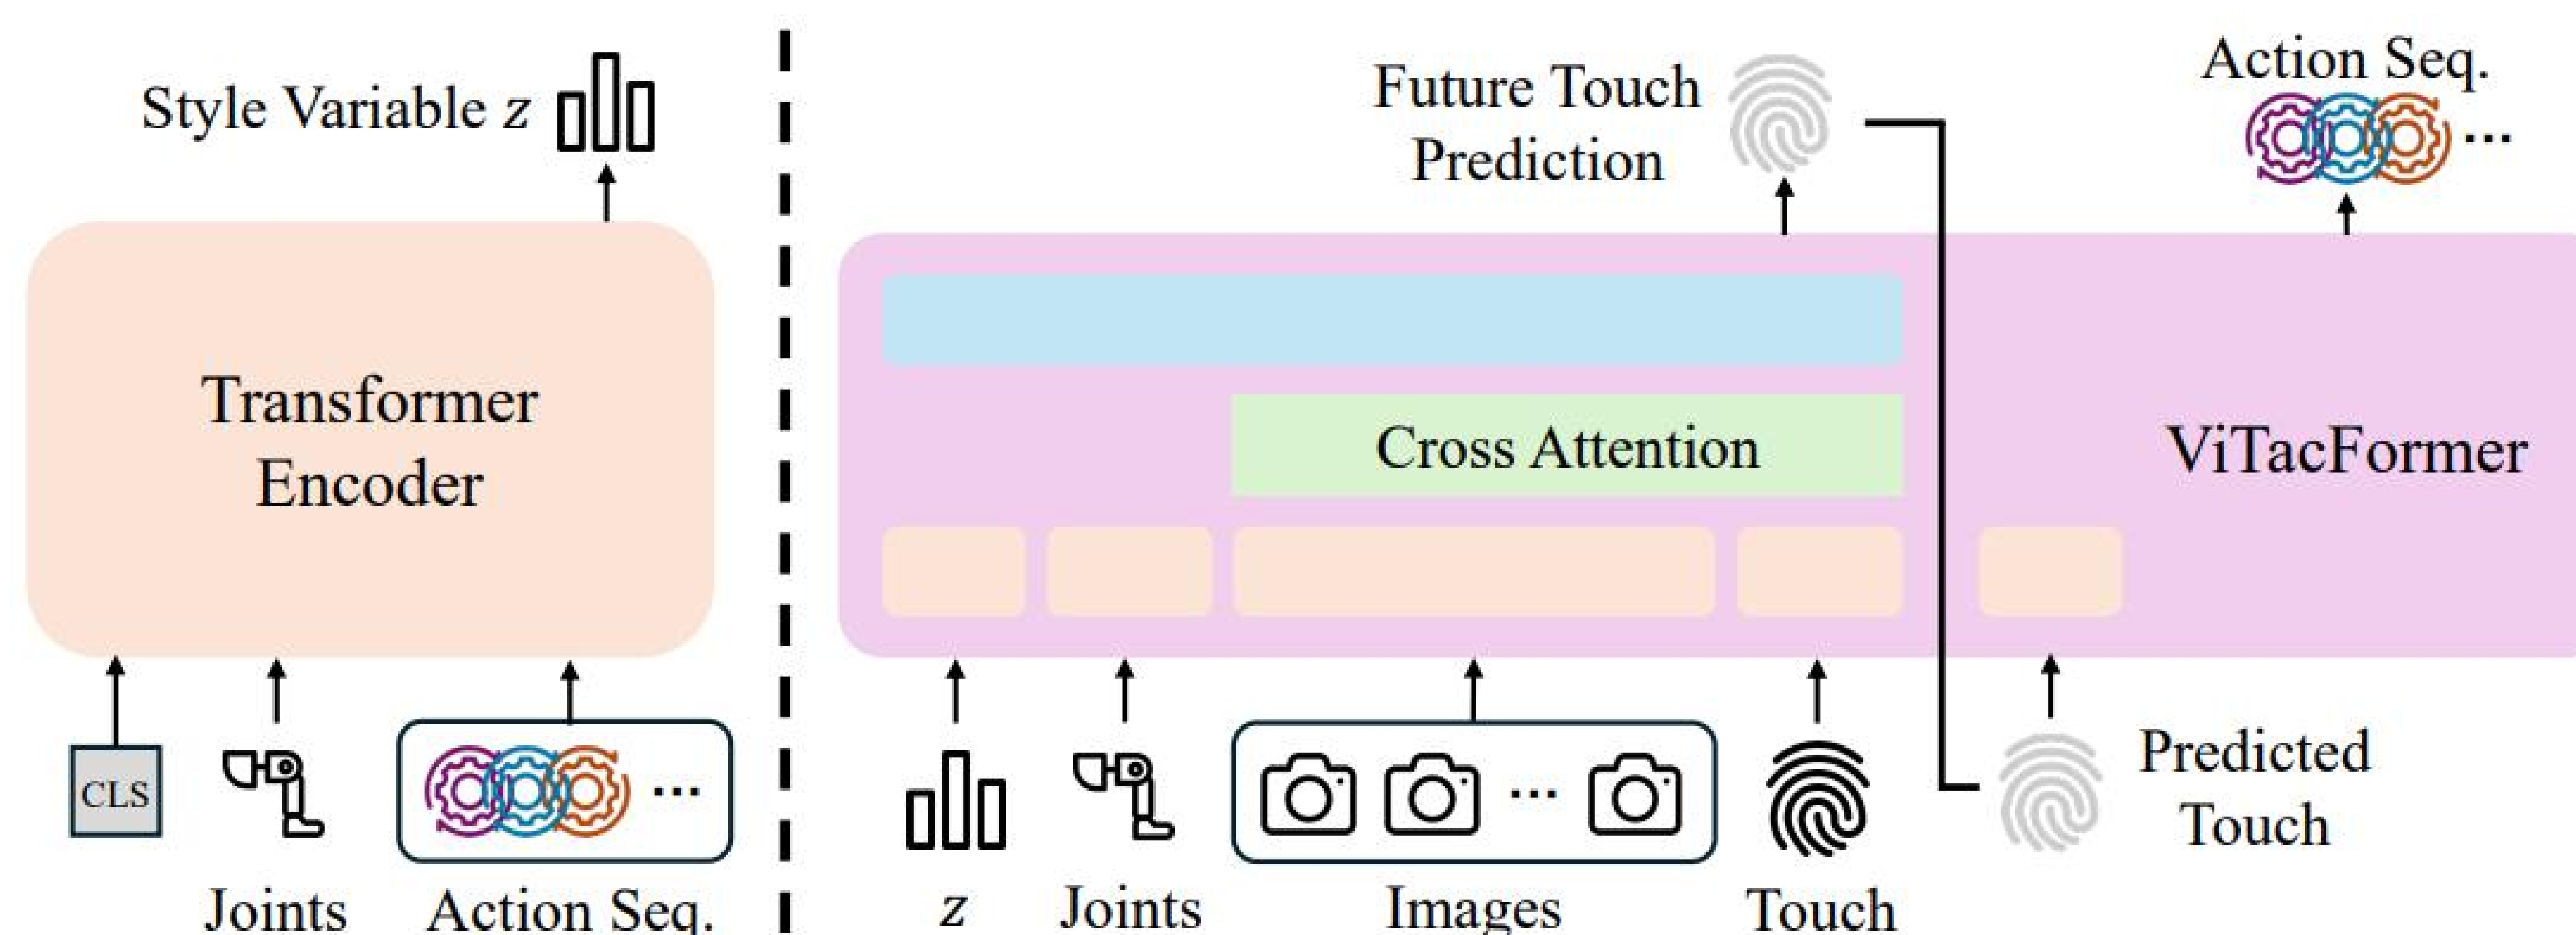 Style Variable z
Transformer
Encoder
CLS
Joints
Action Seq.
...
Future Touch
Prediction
Action Seq.
...
Cross Attention
ViTacFormer
z
Joints
...
Images
Touch
Predicted
Touch